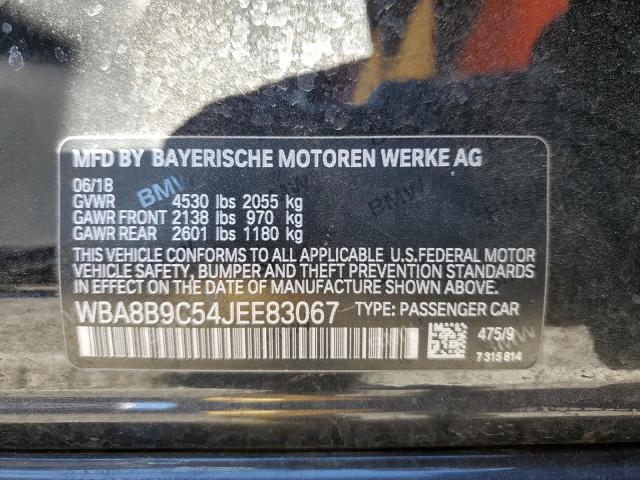 MFD BY BAYERISCHE MOTOREN WERKE AG
06/18
GVWR 4530 lbs 2055 kg
GAWR FRONT 2138 lbs 970 kg
GAWR REAR 2601 lbs 1180 kg
THIS VEHICLE CONFORMS TO ALL APPLICABLE U.S.FEDERAL MOTOR
VEHICLE SAFETY, BUMPER AND THEFT PREVENTION STANDARDS
IN EFFECT ON THE DATE OF MANUFACTURE SHOWN ABOVE.
WBA8B9C54JEE83067 TYPE: PASSENGER CAR
475/9
7 315 814
BMW
BMW